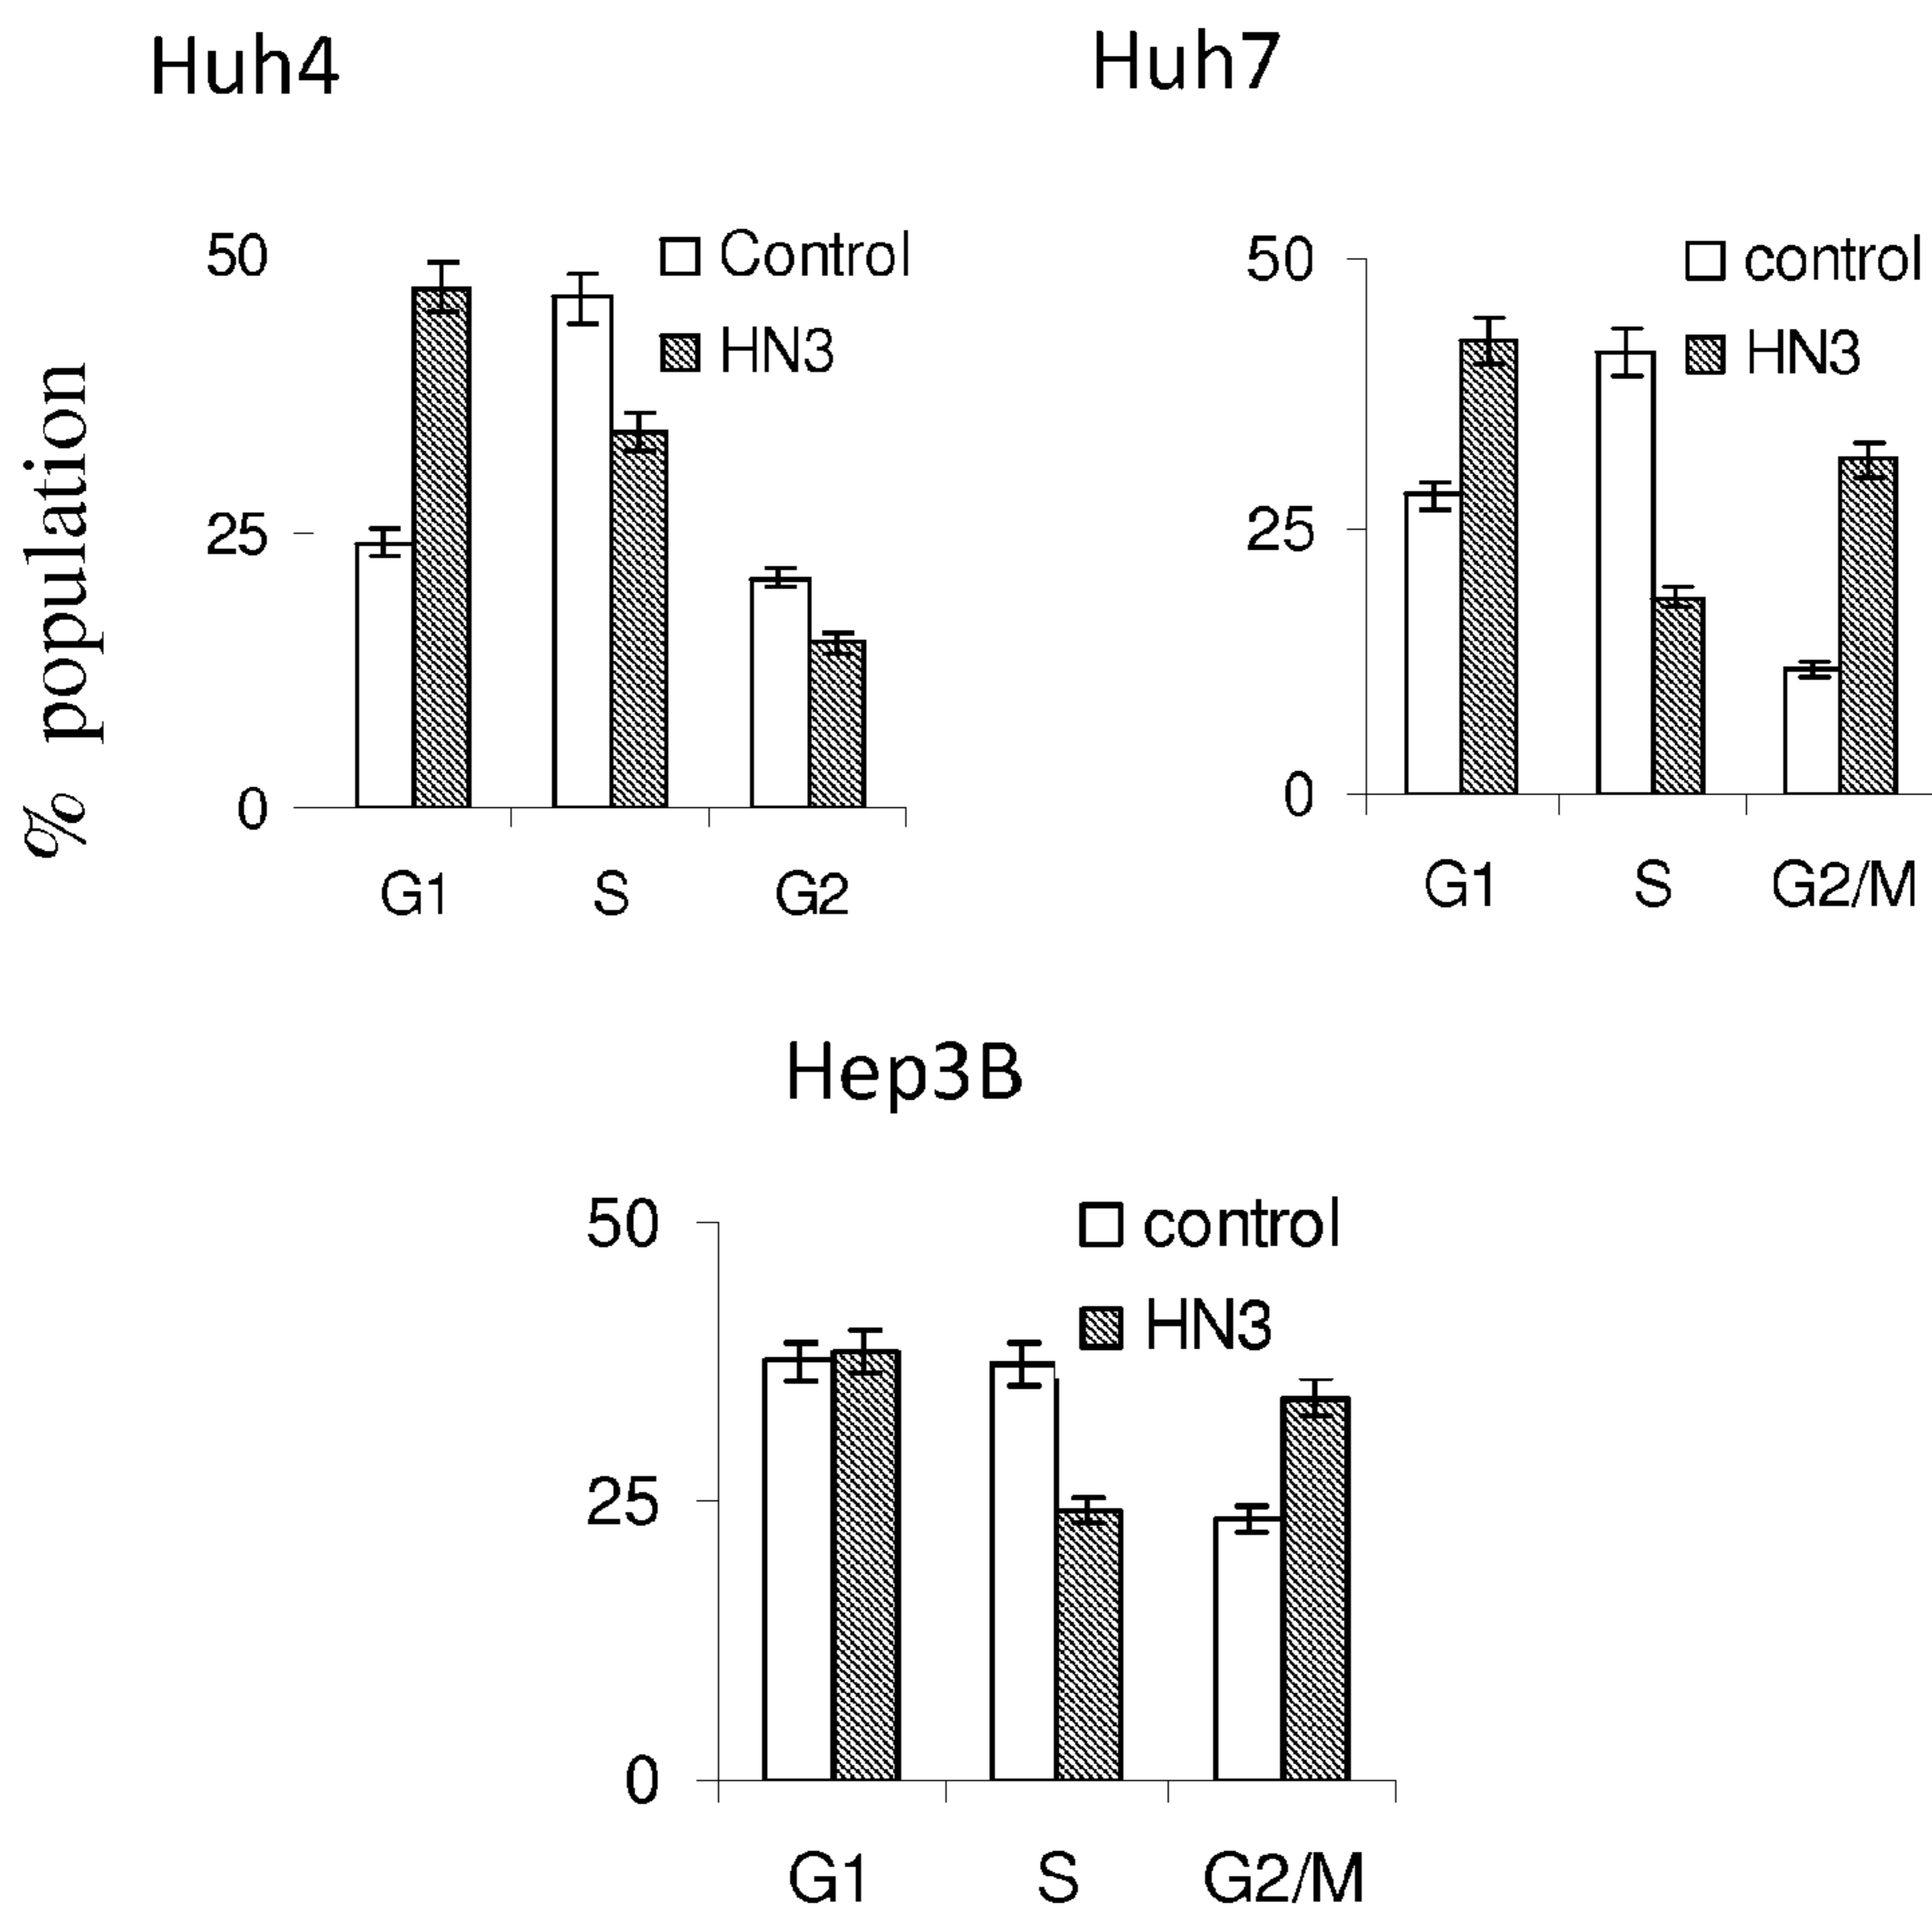 Huh4
Huh7
50
Control
HN3
25
0
% population
G1 S G2
50
control
HN3
25
0
G1 S G2/M
Hep3B
50
control
HN3
25
0
G1 S G2/M